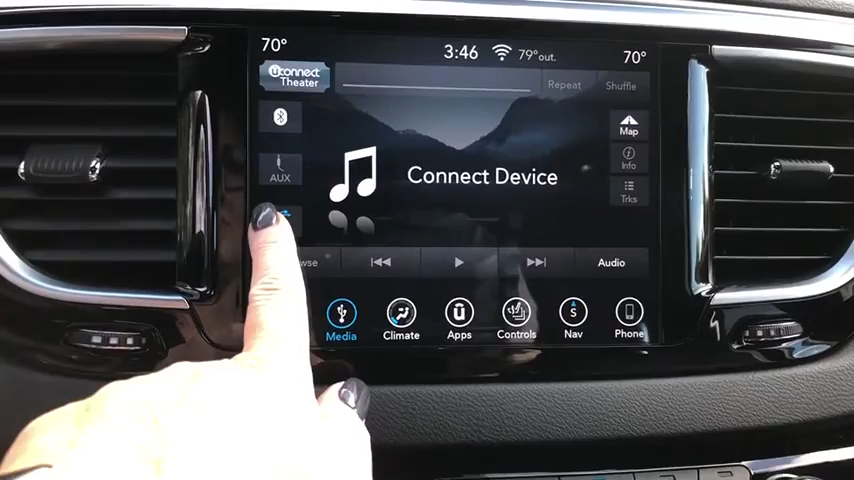 70° 3:46 79°out. 70°
uconnect
Theater
Repeat Shuffle
Map
Connect Device
Info
AUX
Trks
Audio
Media Climate Apps Controls Nav Phone
S